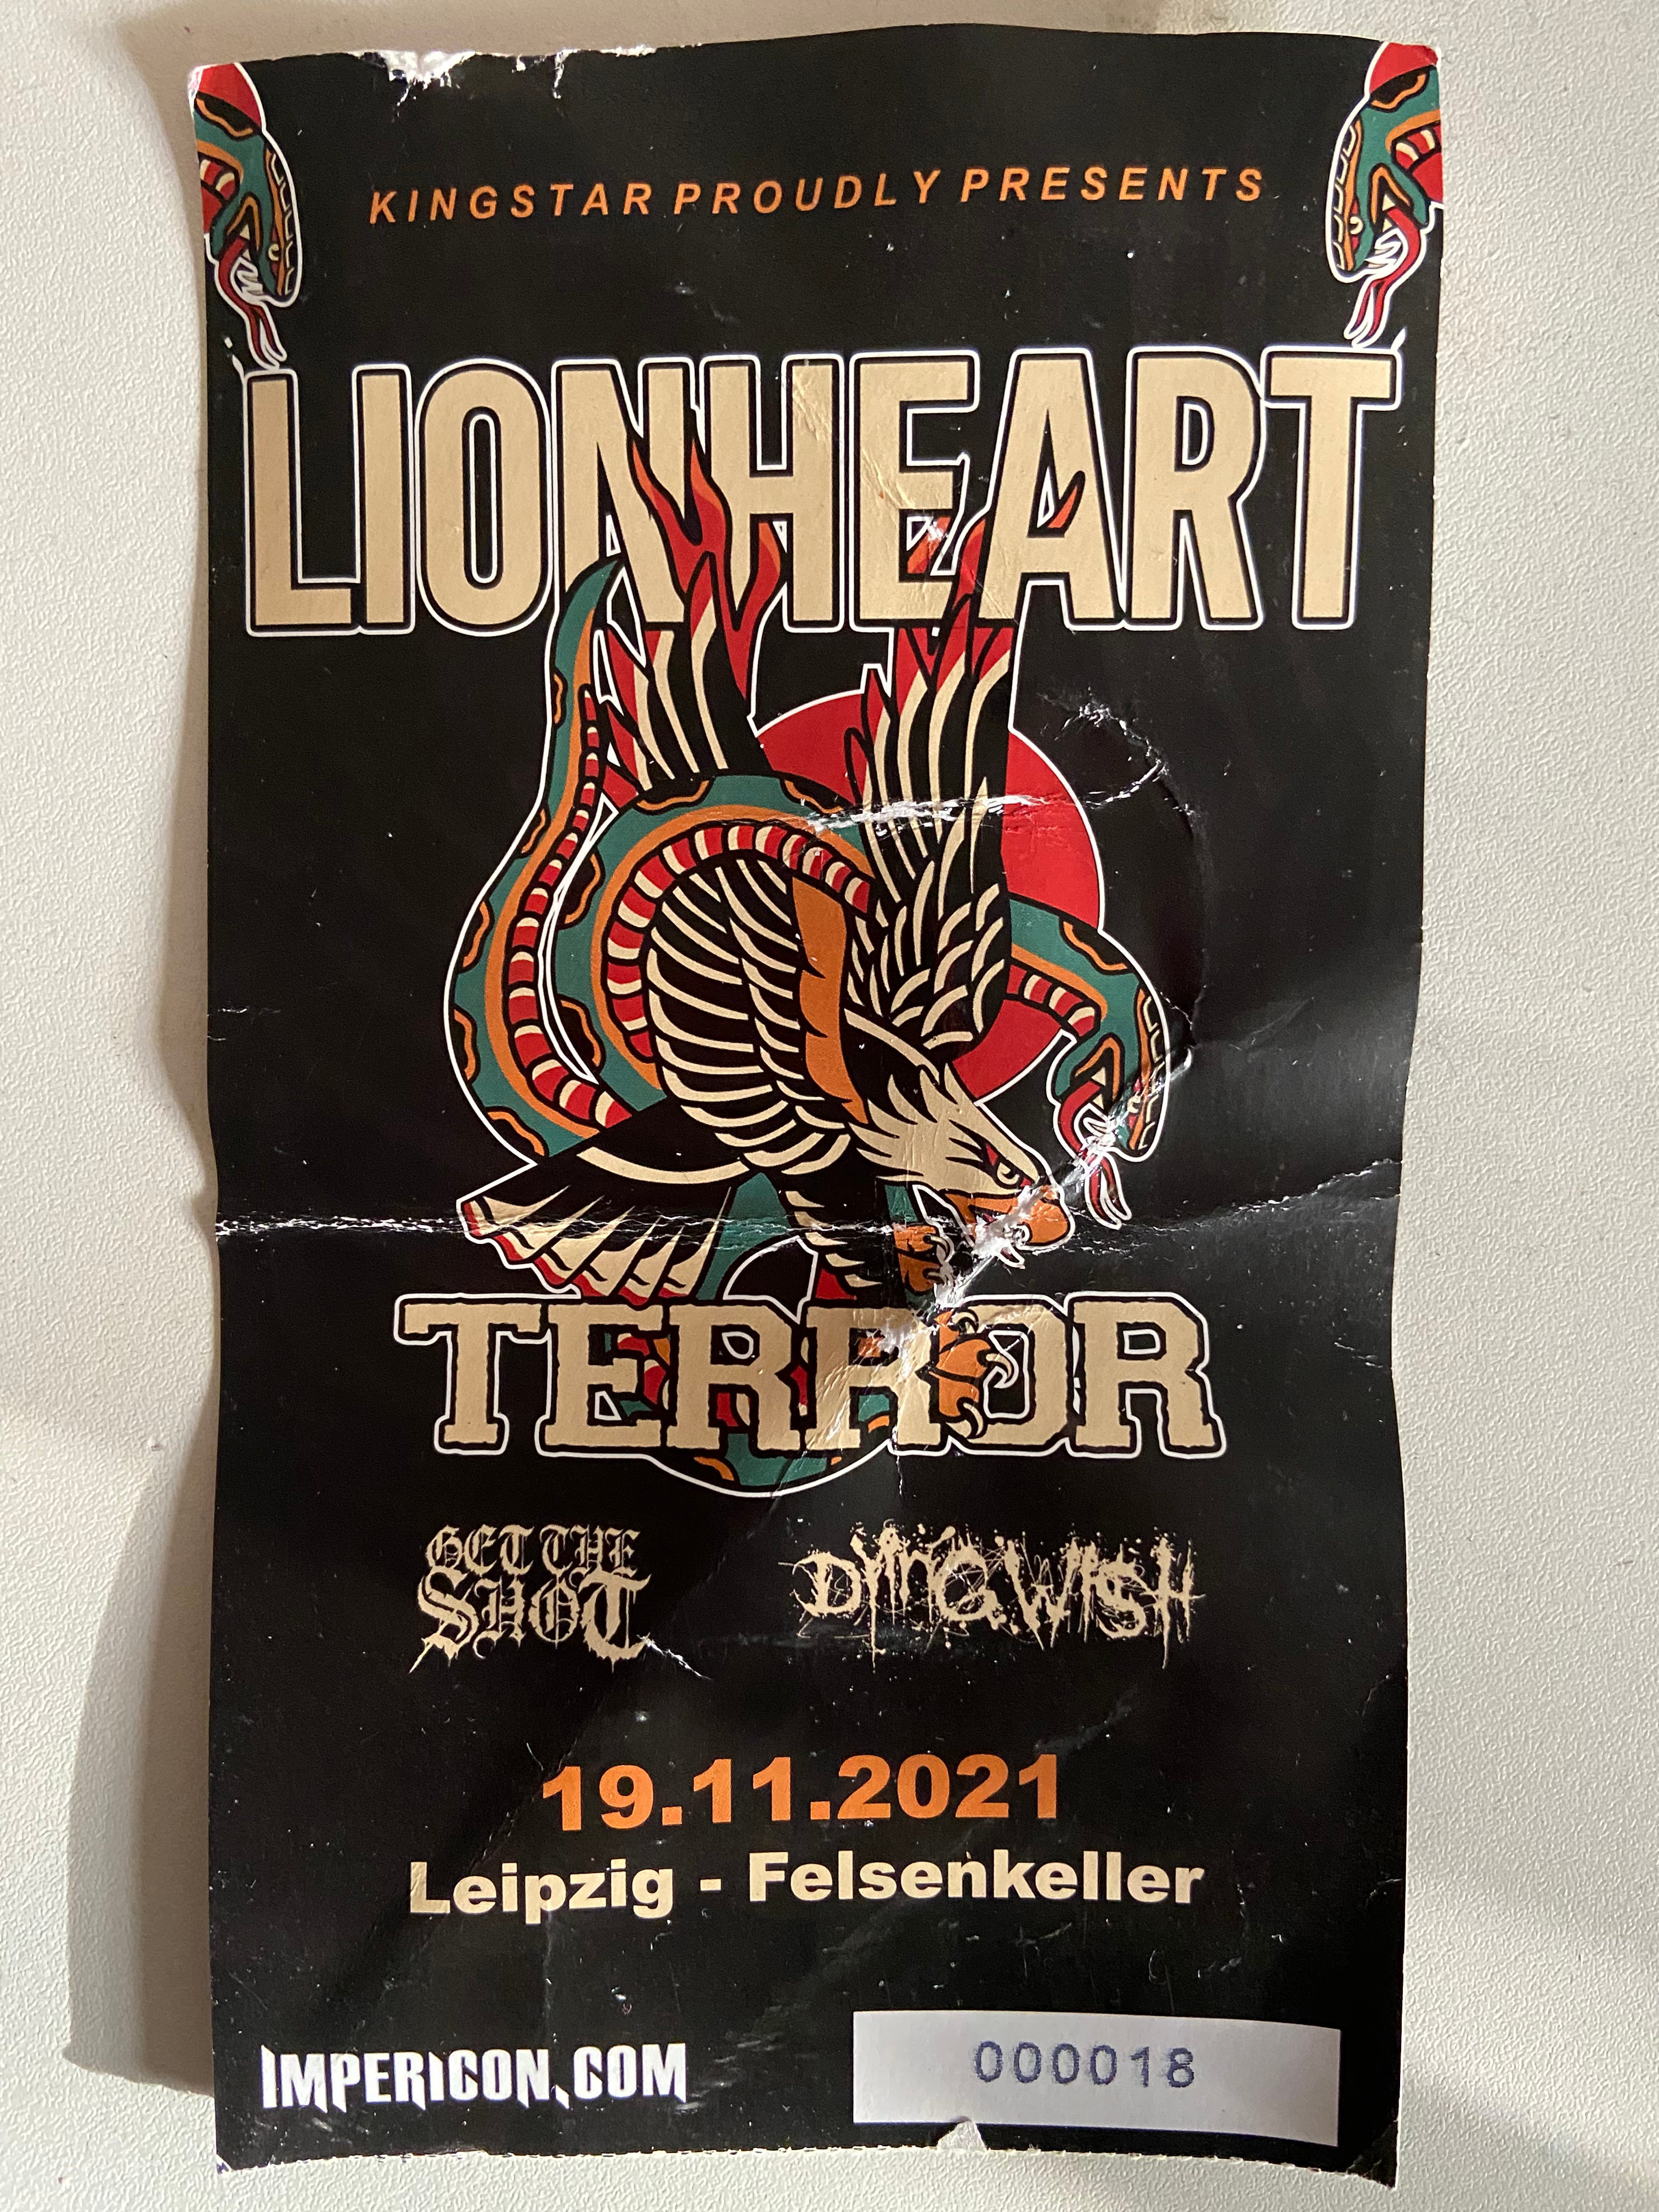 KINGSTAR PROUDLY PRESENTS
LIONHEART
TERROR
GET THE
SHOT
DYING WISH
19.11.2021
Leipzig - Felsenkeller
IMPERICON.COM
000018